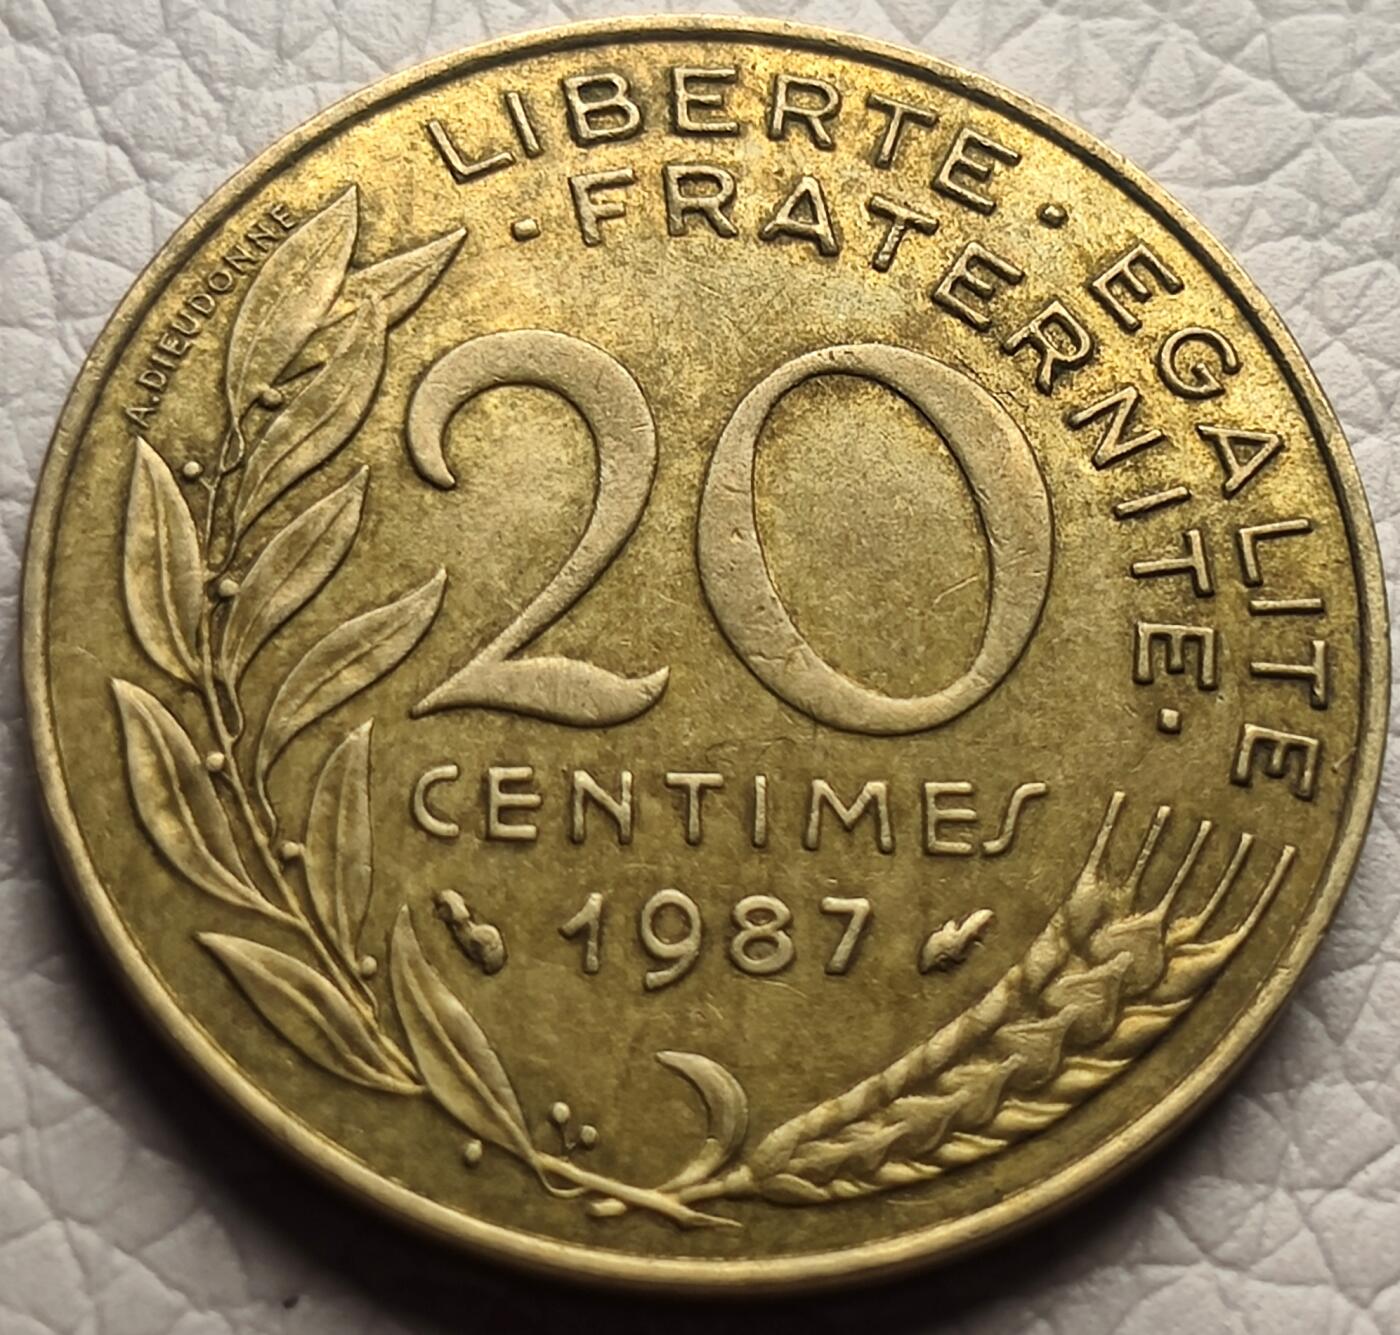 LIBERTE · EGALITE
· FRATERNITE ·
A.DIEUDONNE
20
CENTIMES
1987